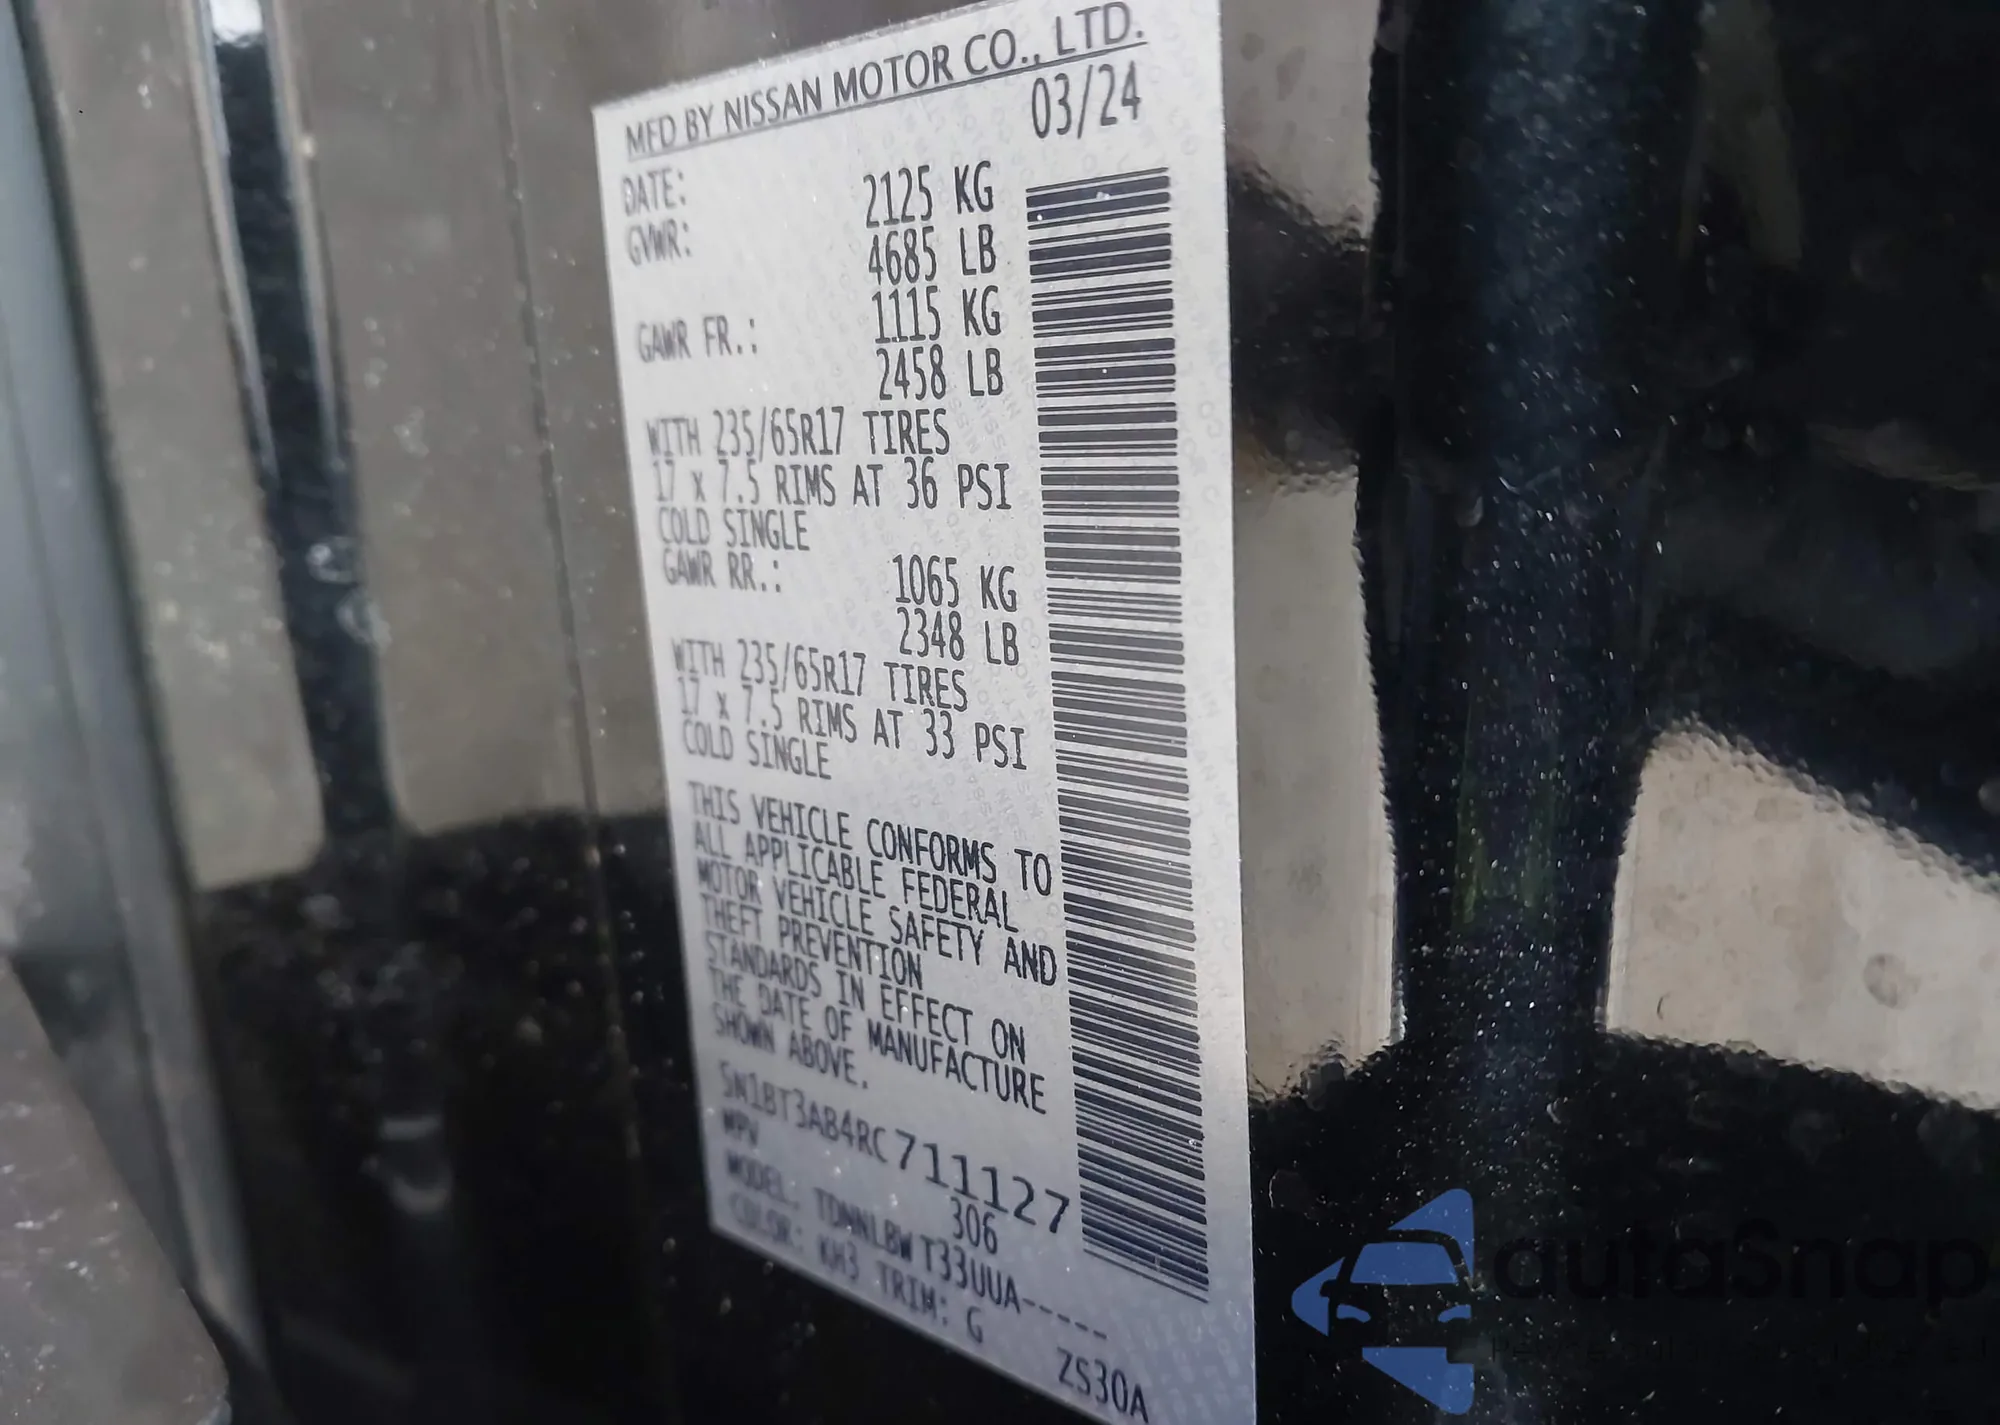 MFD BY NISSAN MOTOR CO., LTD.
DATE: 03/24
GVWR: 2125 KG
4685 LB
GAWR FR.: 1115 KG
2458 LB
WITH 235/65R17 TIRES
17 x 7.5 RIMS AT 36 PSI
COLD SINGLE
GAWR RR.: 1065 KG
2348 LB
WITH 235/65R17 TIRES
17 x 7.5 RIMS AT 33 PSI
COLD SINGLE
THIS VEHICLE CONFORMS TO
ALL APPLICABLE FEDERAL
MOTOR VEHICLE SAFETY AND
THEFT PREVENTION
STANDARDS IN EFFECT ON
THE DATE OF MANUFACTURE
SHOWN ABOVE.
5N1BT3AB4RC711127
MPV 306
MODEL: TDNNLBWT33UUA-----
COLOR: KH3 TRIM: G
ZS30A
autaSnap